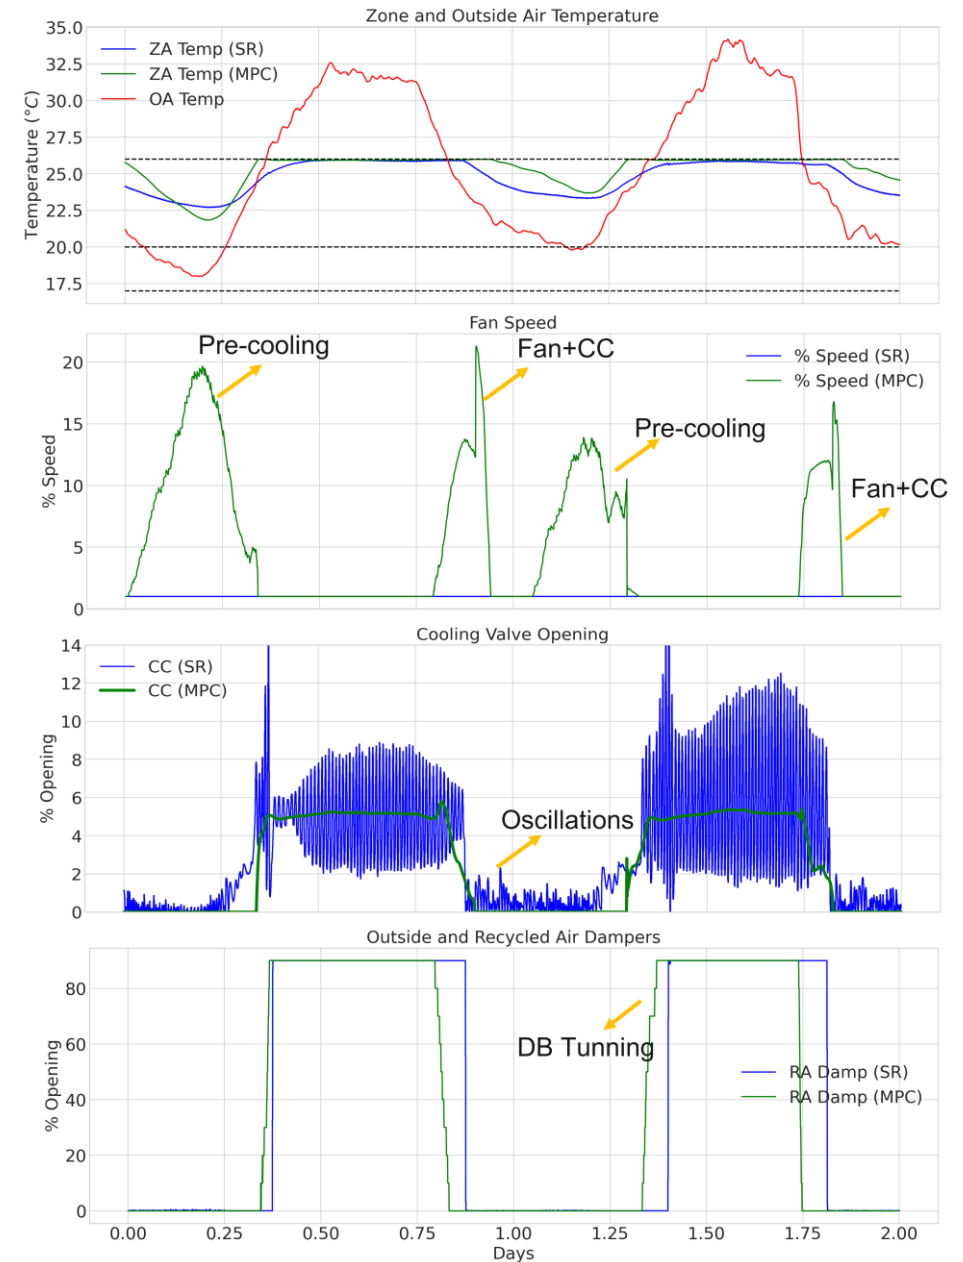 Zone and Outside Air Temperature
35.0
32.5
30.0
27.5
25.0
22.5
20.0
17.5
Temperature (°C)
ZA Temp (SR)
ZA Temp (MPC)
OA Temp
Fan Speed
20
15
10
5
0
% Speed
Pre-cooling
Fan+CC
% Speed (SR)
% Speed (MPC)
Pre-cooling
Fan+CC
Cooling Valve Opening
14
12
10
8
6
4
2
0
% Opening
CC (SR)
CC (MPC)
Oscillations
Outside and Recycled Air Dampers
80
60
40
20
0
% Opening
DB Tunning
RA Damp (SR)
RA Damp (MPC)
0.00 0.25 0.50 0.75 1.00 1.25 1.50 1.75 2.00
Days